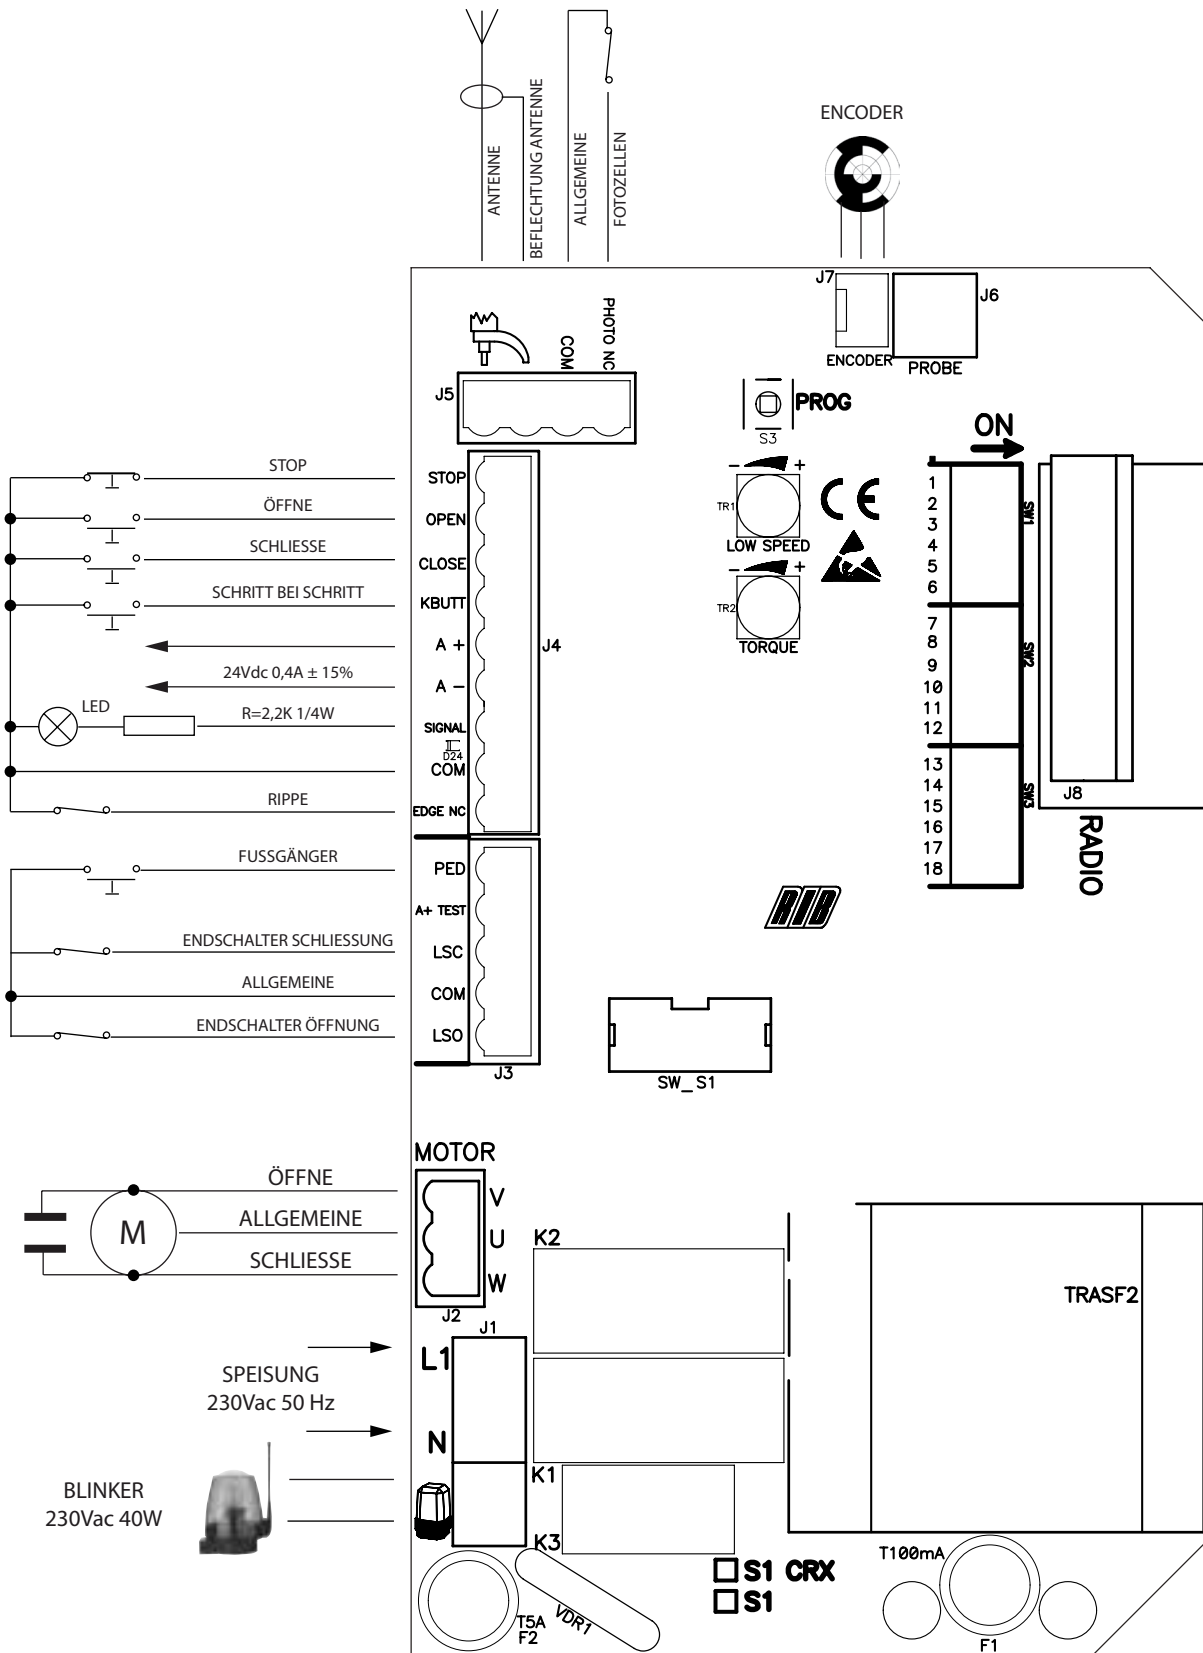 ANTENNE
BEFLECHTUNG ANTENNE
ALLGEMEINE
FOTOZELLEN
ENCODER
J7
J6
ENCODER
PROBE
COM
PHOTO NC
J5
PROG
S3
ON
- +
TR1
LOW SPEED
- +
TR2
TORQUE
STOP
STOP
ÖFFNE
OPEN
SCHLIESSE
CLOSE
SCHRITT BEI SCHRITT
KBUTT
A +
24Vdc 0,4A ± 15%
A -
LED
R=2,2K 1/4W
SIGNAL
D24
COM
RIPPE
EDGE NC
J4
1
2
3
4
5
6
SW1
7
8
9
10
11
12
SW2
13
14
15
16
17
18
SW3
J8
RADIO
RIB
CE
FUSSGÄNGER
PED
A+ TEST
ENDSCHALTER SCHLIESSUNG
LSC
ALLGEMEINE
COM
ENDSCHALTER ÖFFNUNG
LSO
J3
SW_S1
MOTOR
ÖFFNE
V
M
ALLGEMEINE
U
SCHLIESSE
W
J2
K2
J1
L1
SPEISUNG
230Vac 50 Hz
N
K1
BLINKER
230Vac 40W
K3
TRASF2
S1 CRX
S1
T5A
F2
VDR1
T100mA
F1